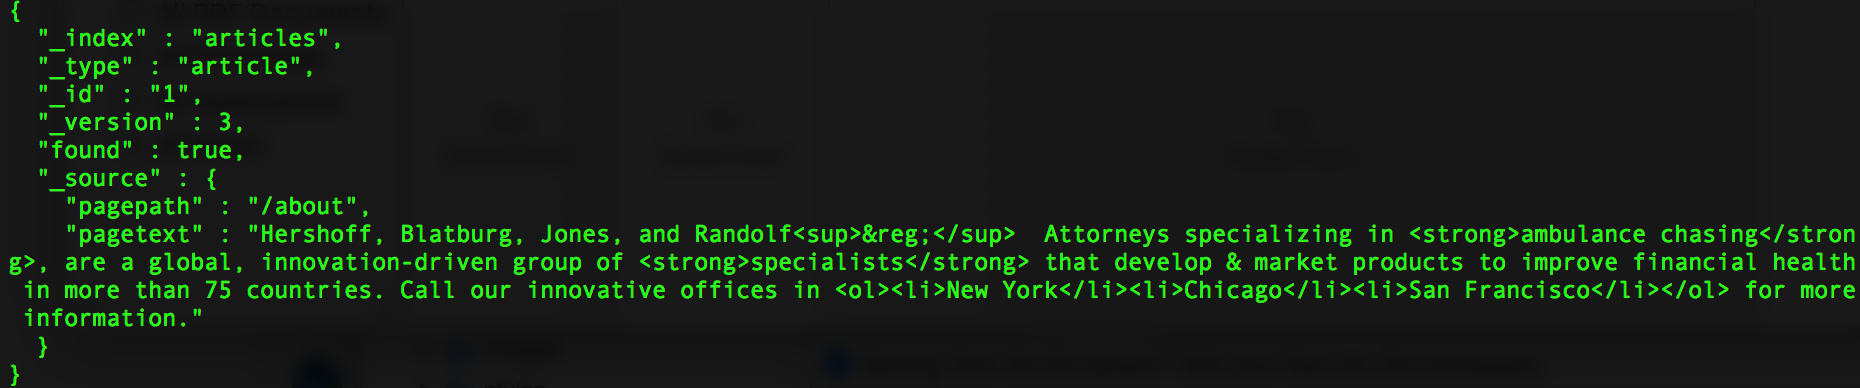 {
  "_index" : "articles",
  "_type" : "article",
  "_id" : "1",
  "_version" : 3,
  "found" : true,
  "_source" : {
    "pagepath" : "/about",
    "pagetext" : "Hershoff, Blatburg, Jones, and Randolf<sup>&reg;</sup>  Attorneys specializing in <strong>ambulance chasing</stron
g>, are a global, innovation-driven group of <strong>specialists</strong> that develop & market products to improve financial health
 in more than 75 countries. Call our innovative offices in <ol><li>New York</li><li>Chicago</li><li>San Francisco</li></ol> for more
 information."
  }
}